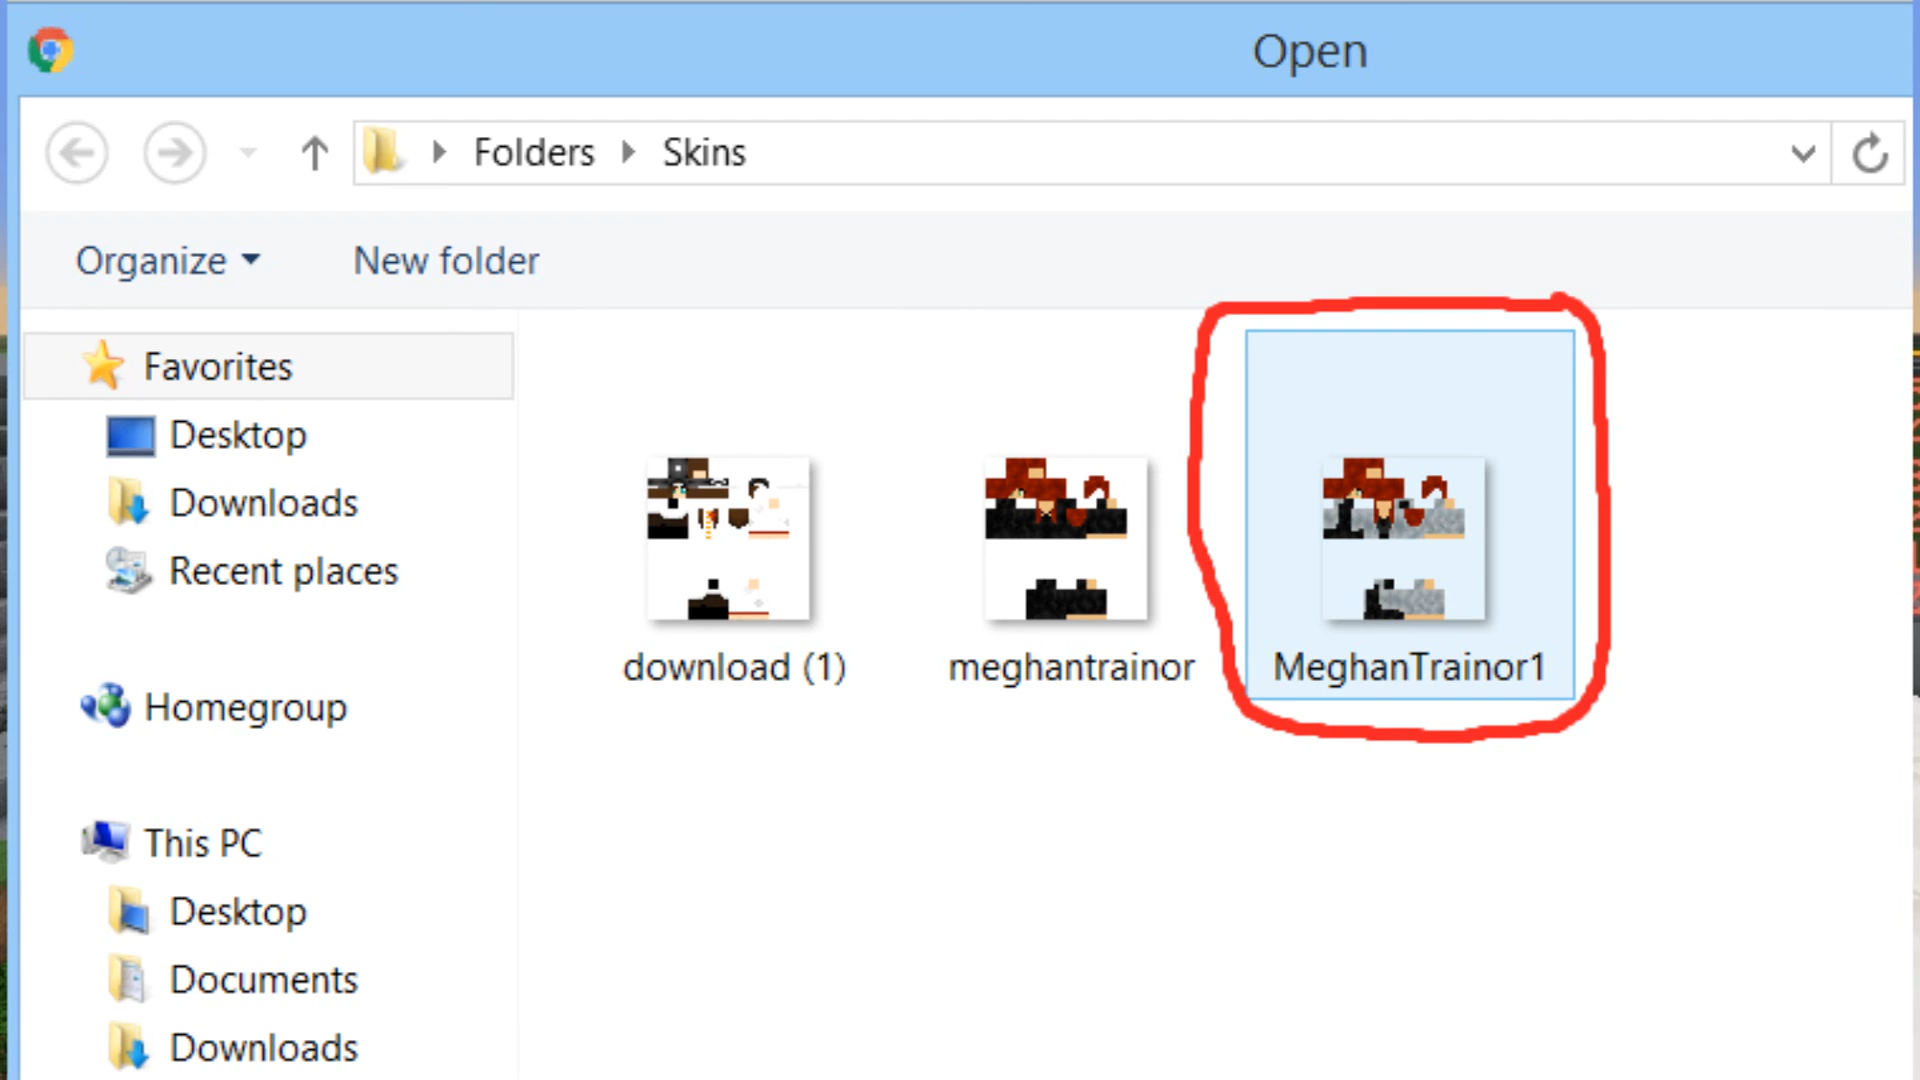 Open
Folders Skins
Organize New folder
Favorites
Desktop
Downloads
Recent places
Homegroup
This PC
Desktop
Documents
Downloads
download (1) meghantrainor MeghanTrainor1